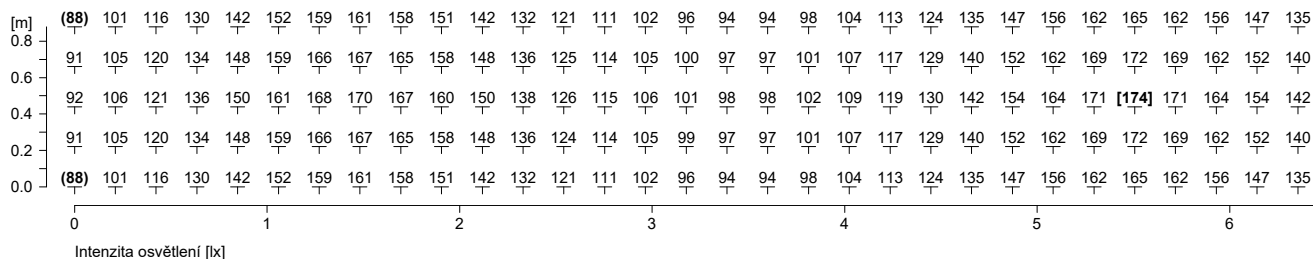 [m] (88) 101 116 130 142 152 159 161 158 151 142 132 121 111 102 96 94 94 98 104 113 124 135 147 156 162 165 162 156 147 135
0.8
91 105 120 134 148 159 166 167 165 158 148 136 125 114 105 100 97 97 101 107 117 129 140 152 162 169 172 169 162 152 140
0.6
92 106 121 136 150 161 168 170 167 160 150 138 126 115 106 101 98 98 102 109 119 130 142 154 164 171 [174] 171 164 154 142
0.4
91 105 120 134 148 159 166 167 165 158 148 136 124 114 105 99 97 97 101 107 117 129 140 152 162 169 172 169 162 152 140
0.2
(88) 101 116 130 142 152 159 161 158 151 142 132 121 111 102 96 94 94 98 104 113 124 135 147 156 162 165 162 156 147 135
0.0
0 1 2 3 4 5 6
Intenzita osvětlení [lx]